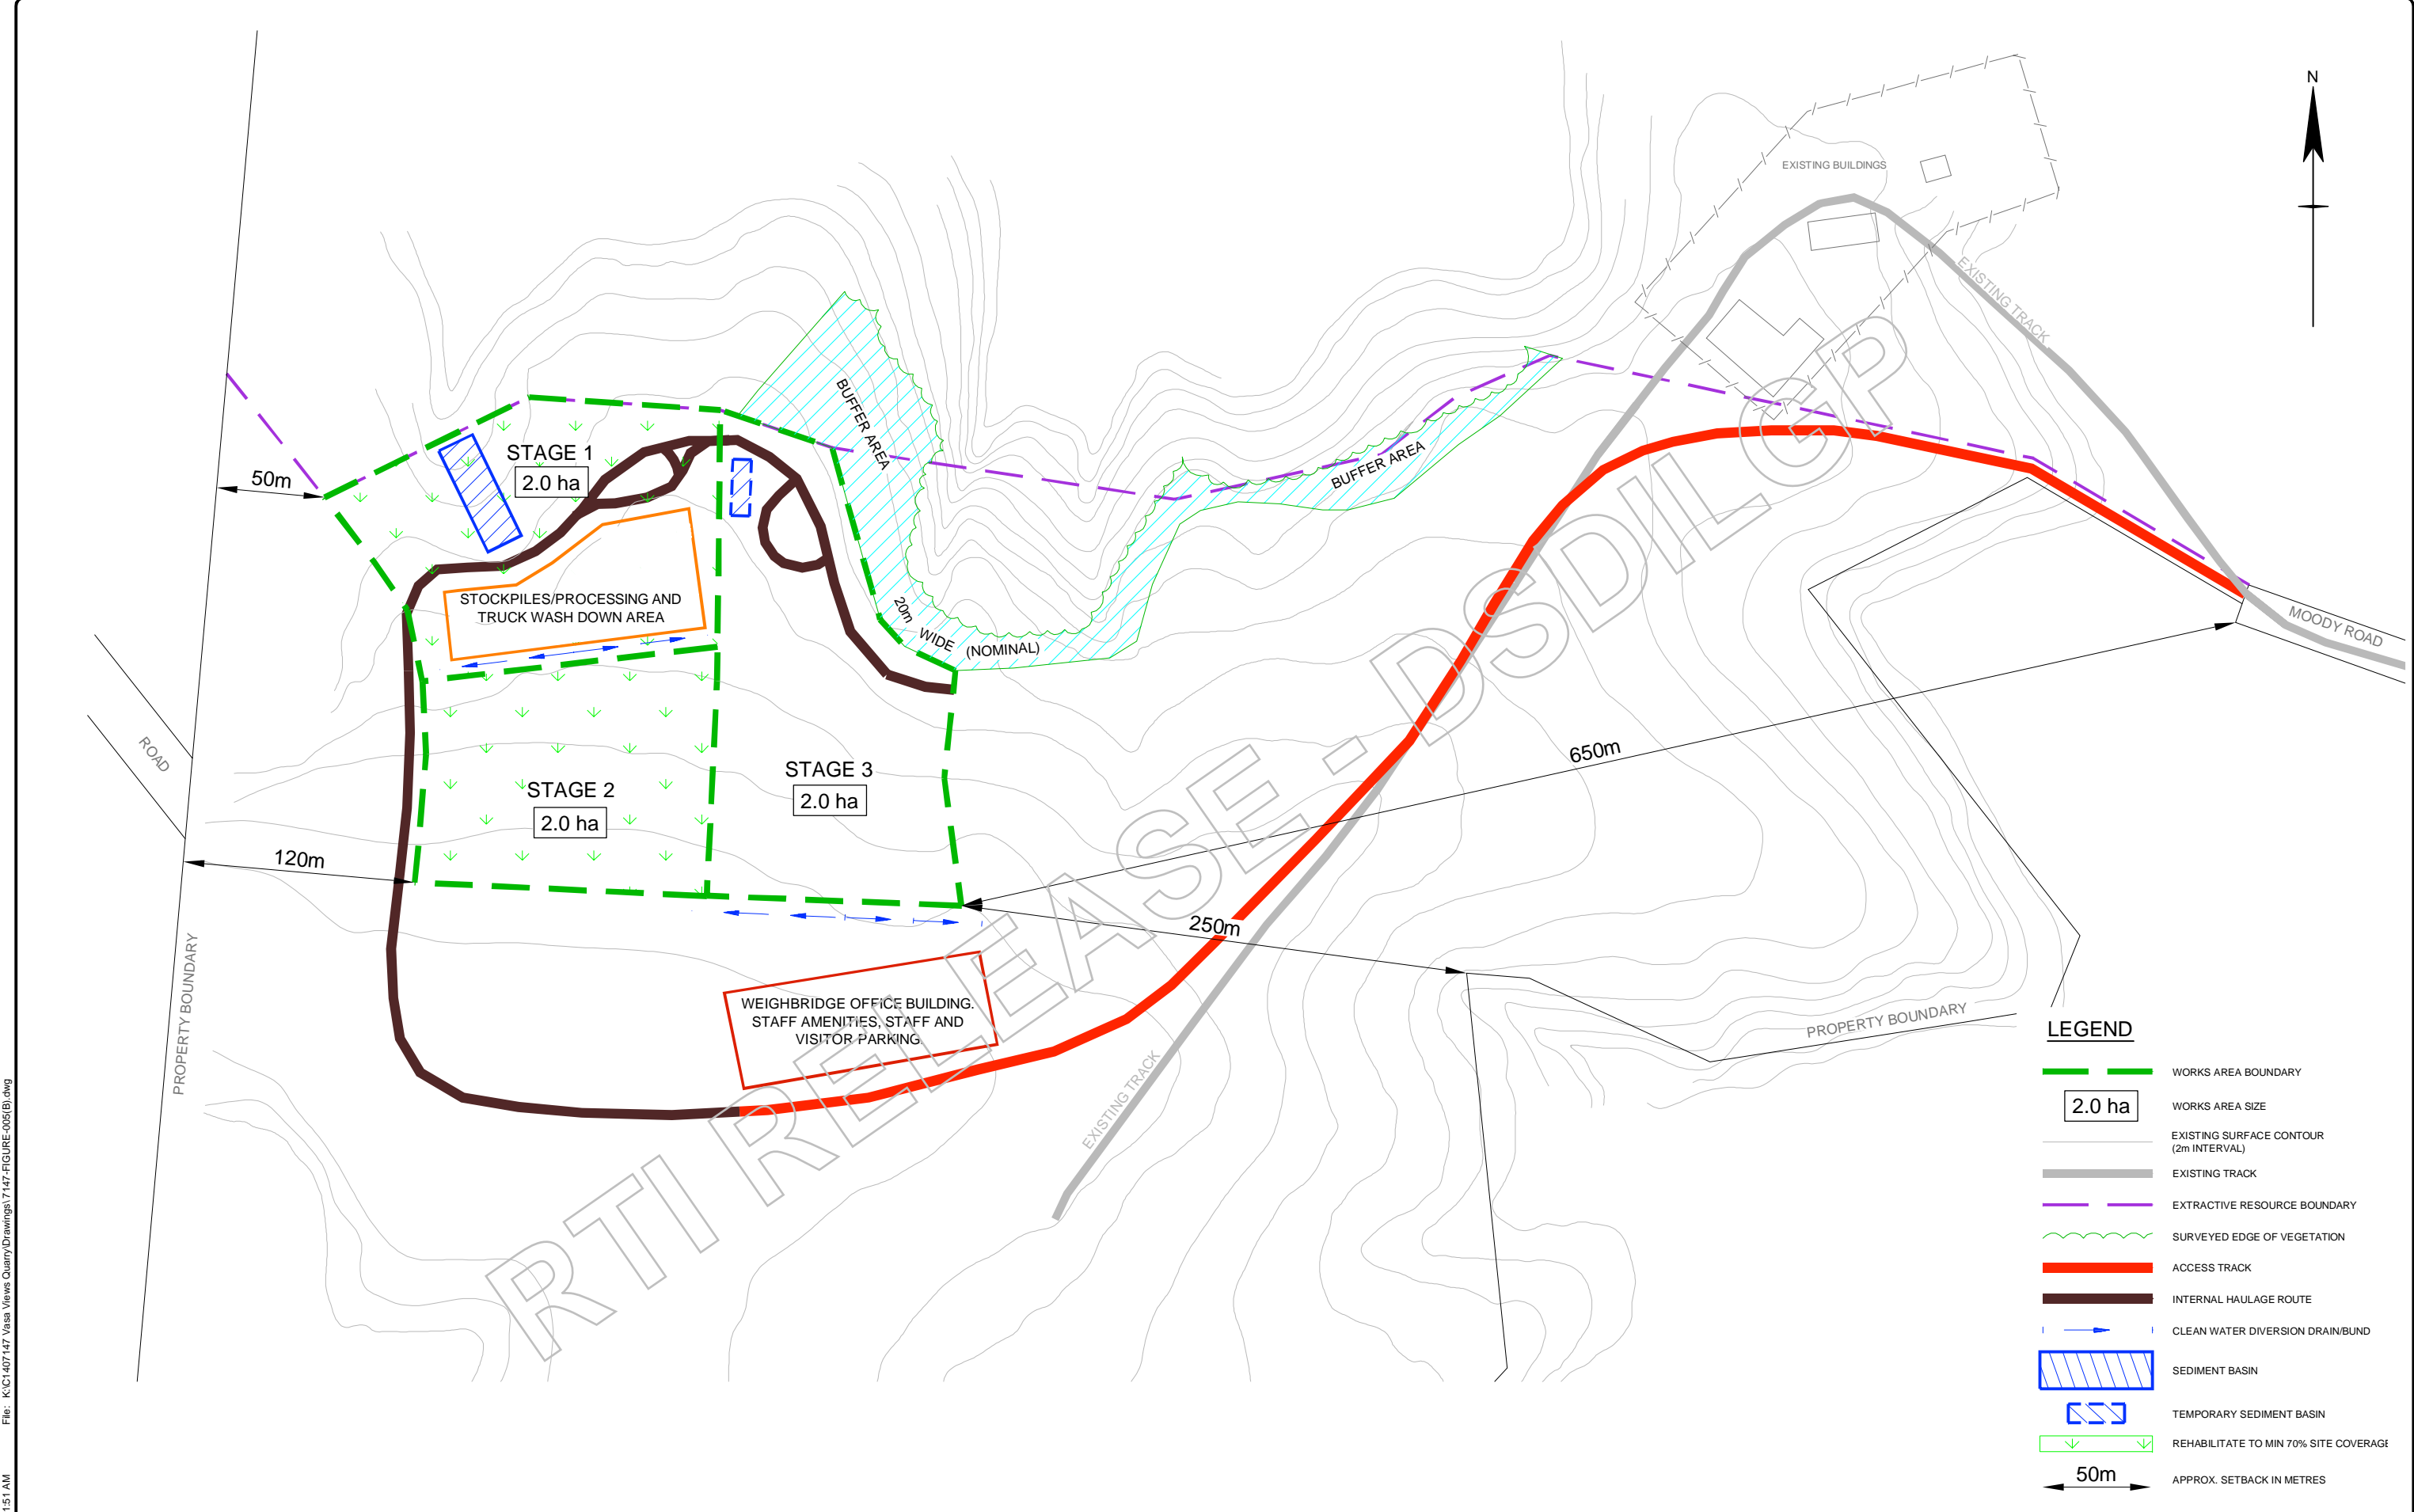 N
EXISTING BUILDINGS
EXISTING TRACK
BUFFER AREA
BUFFER AREA
STAGE 1
2.0 ha
50m
STOCKPILES/PROCESSING AND
TRUCK WASH DOWN AREA
20m WIDE (NOMINAL)
MOODY ROAD
ROAD
650m
STAGE 3
2.0 ha
STAGE 2
2.0 ha
120m
250m
PROPERTY BOUNDARY
WEIGHBRIDGE OFFICE BUILDING.
STAFF AMENITIES, STAFF AND
VISITOR PARKING
PROPERTY BOUNDARY
EXISTING TRACK
RTI RELEASE - DSDILGP
LEGEND
WORKS AREA BOUNDARY
2.0 ha WORKS AREA SIZE
EXISTING SURFACE CONTOUR
(2m INTERVAL)
EXISTING TRACK
EXTRACTIVE RESOURCE BOUNDARY
SURVEYED EDGE OF VEGETATION
ACCESS TRACK
INTERNAL HAULAGE ROUTE
CLEAN WATER DIVERSION DRAIN/BUND
SEDIMENT BASIN
TEMPORARY SEDIMENT BASIN
REHABILITATE TO MIN 70% SITE COVERAGE
50m APPROX. SETBACK IN METRES
1:51 AM File: K:\C1407147 Vasa Views Quarry\Drawings\7147-FIGURE-005(B).dwg